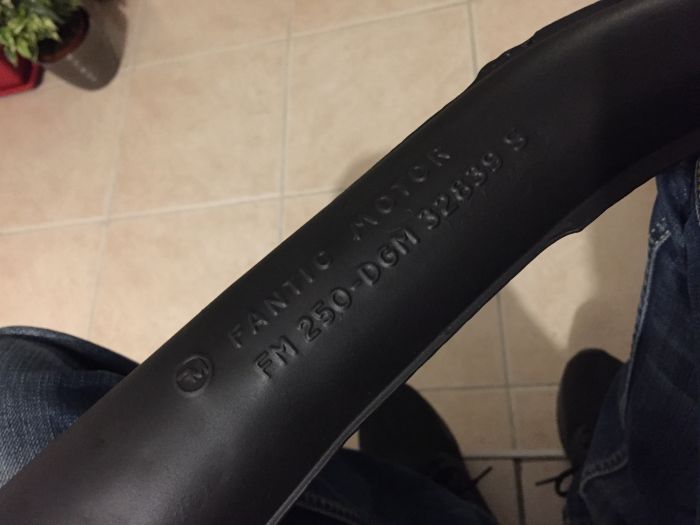 FANTIC MOTOR
FM 250-DGM 32839 S